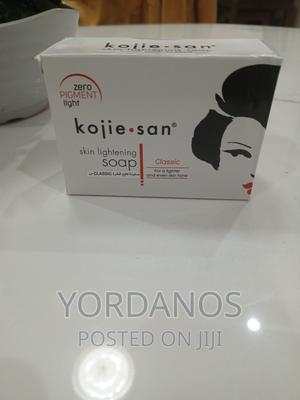 zero
PIGMENT
light
kojie•san®
skin lightening
soap
Classic
For a lighter
and even skin tone
YORDANOS
POSTED ON JIJI